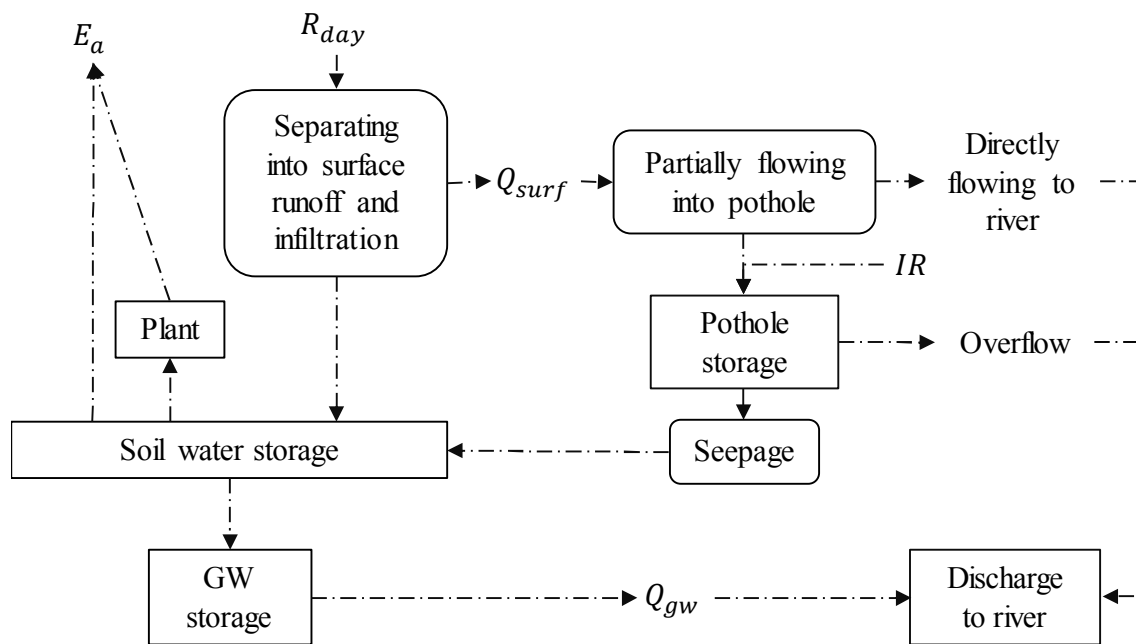 E_a
R_day
Separating
into surface
runoff and
infiltration
Q_surf
Partially flowing
into pothole
Directly
flowing to
river
IR
Plant
Pothole
storage
Overflow
Soil water storage
Seepage
GW
storage
Q_gw
Discharge
to river